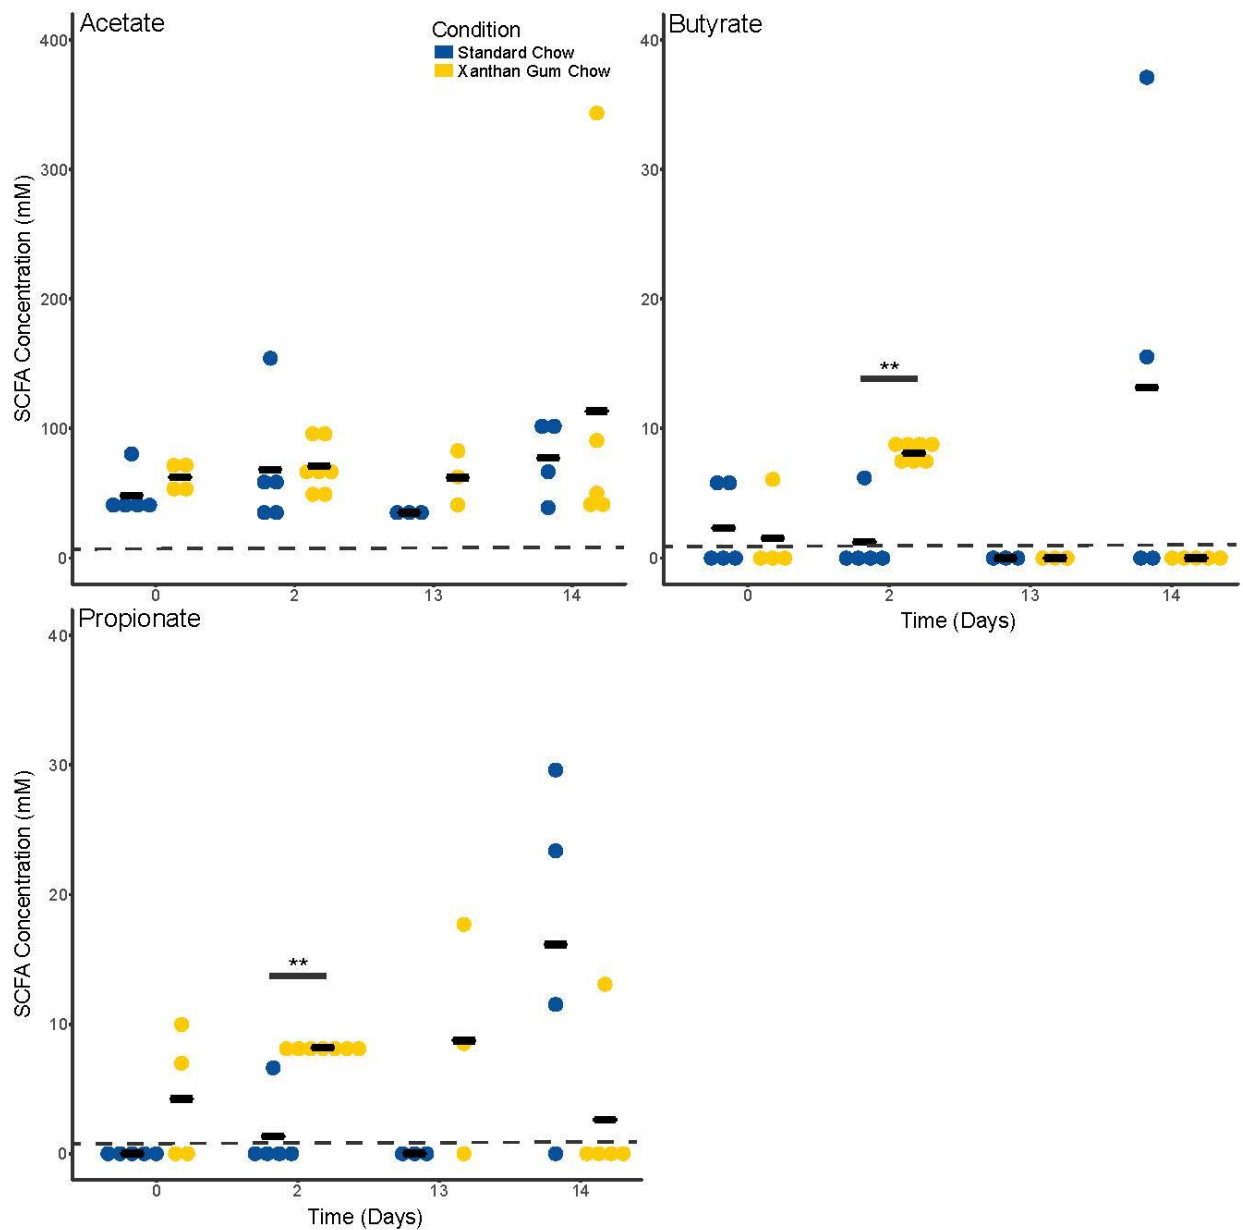 Acetate
Condition
Standard Chow
Xanthan Gum Chow
SCFA Concentration (mM)
400
300
200
100
0
0 2 13 14
Butyrate
40
30
20
10
0
**
0 2 13 14
Time (Days)
Propionate
SCFA Concentration (mM)
40
30
20
10
0
**
0 2 13 14
Time (Days)